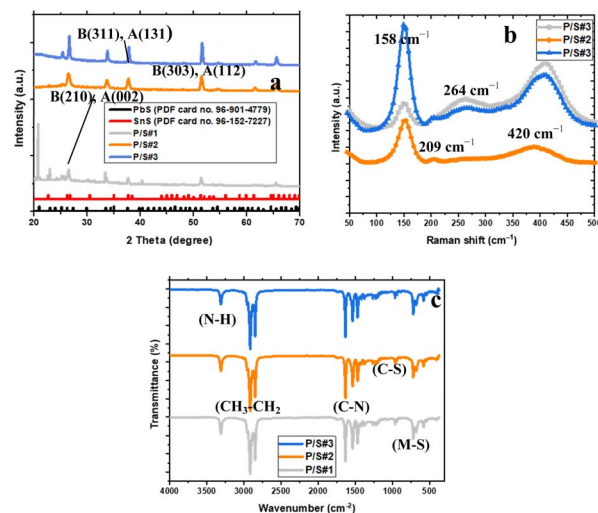 B(311), A(131)
B(303), A(112)
a
B(210), A(002)
PbS (PDF card no. 96-901-4779)
SnS (PDF card no. 96-152-7227)
P/S#1
P/S#2
P/S#3
Intensity (a.u.)
20 30 40 50 60 70
2 Theta (degree)
P/S#3
P/S#2
P/S#3
b
158 cm⁻¹
264 cm⁻¹
209 cm⁻¹
420 cm⁻¹
Intensity (a.u.)
50 100 150 200 250 300 350 400 450 500
Raman shift (cm⁻¹)
c
(N-H)
(C-S)
(CH₃-CH₂
(C-N)
(M-S)
P/S#3
P/S#2
P/S#1
Transmittance (%)
4000 3500 3000 2500 2000 1500 1000 500
Wavenumber (cm⁻²)